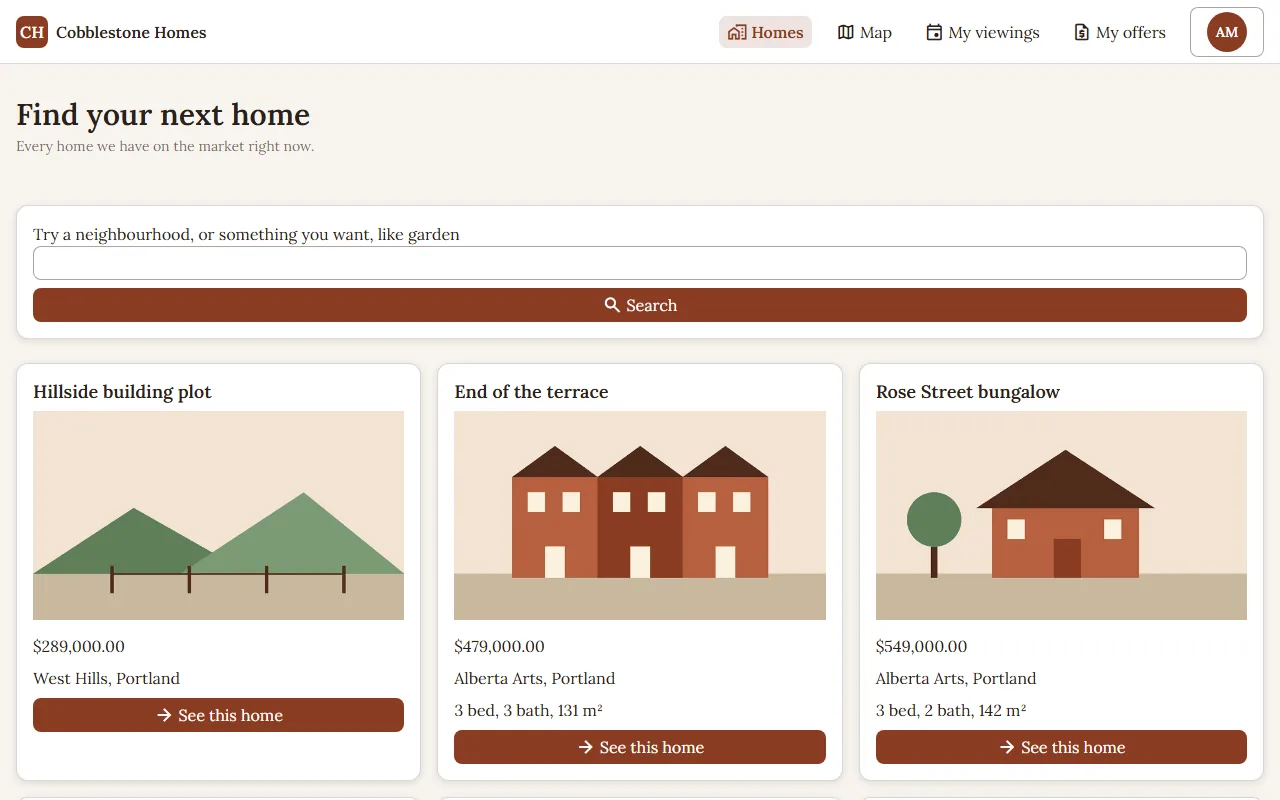 CH Cobblestone Homes
Homes
Map
My viewings
My offers
AM
Find your next home
Every home we have on the market right now.
Try a neighbourhood, or something you want, like garden
Search
Hillside building plot
$289,000.00
West Hills, Portland
See this home
End of the terrace
$479,000.00
Alberta Arts, Portland
3 bed, 3 bath, 131 m²
See this home
Rose Street bungalow
$549,000.00
Alberta Arts, Portland
3 bed, 2 bath, 142 m²
See this home